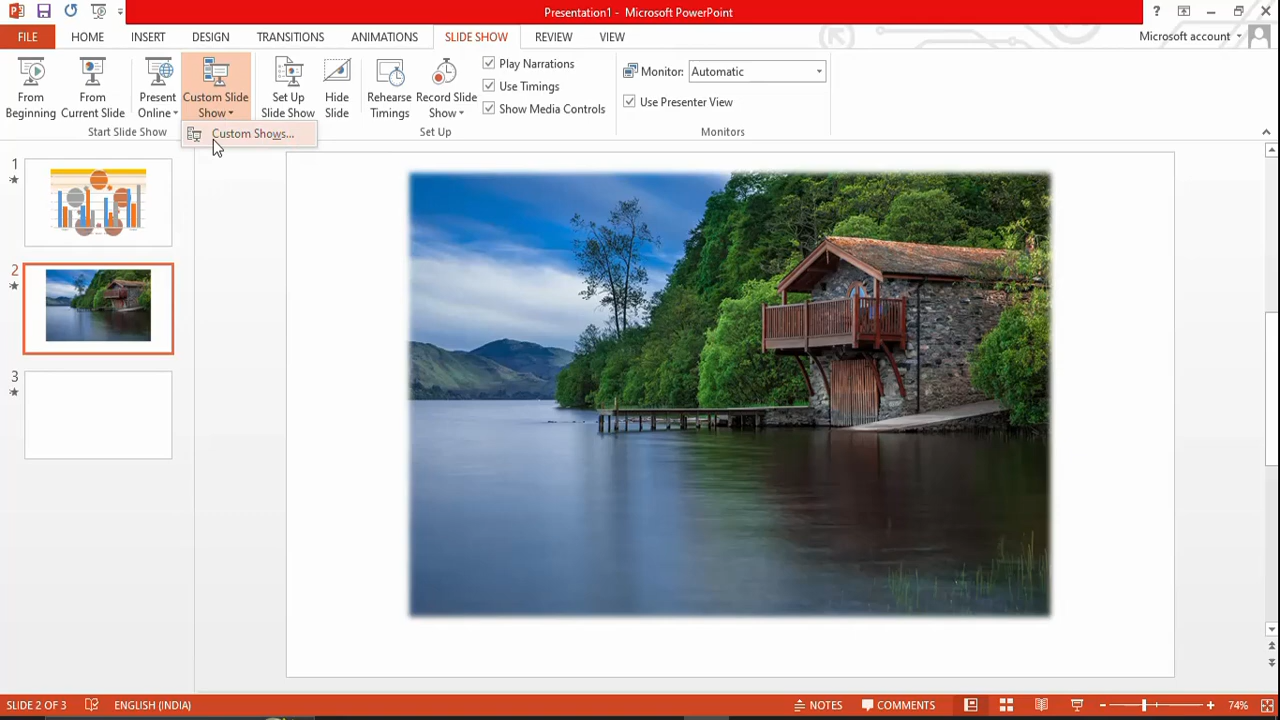 Presentation1 - Microsoft PowerPoint
?
FILE HOME INSERT DESIGN TRANSITIONS ANIMATIONS SLIDE SHOW REVIEW VIEW Microsoft account
From Beginning
From Current Slide
Present Online
Custom Slide Show
Set Up Slide Show
Hide Slide
Rehearse Timings
Record Slide Show
Play Narrations
Use Timings
Show Media Controls
Monitor: Automatic
Use Presenter View
Start Slide Show
Set Up
Monitors
Custom Shows...
1
2
3
SLIDE 2 OF 3 ENGLISH (INDIA) NOTES COMMENTS 74%